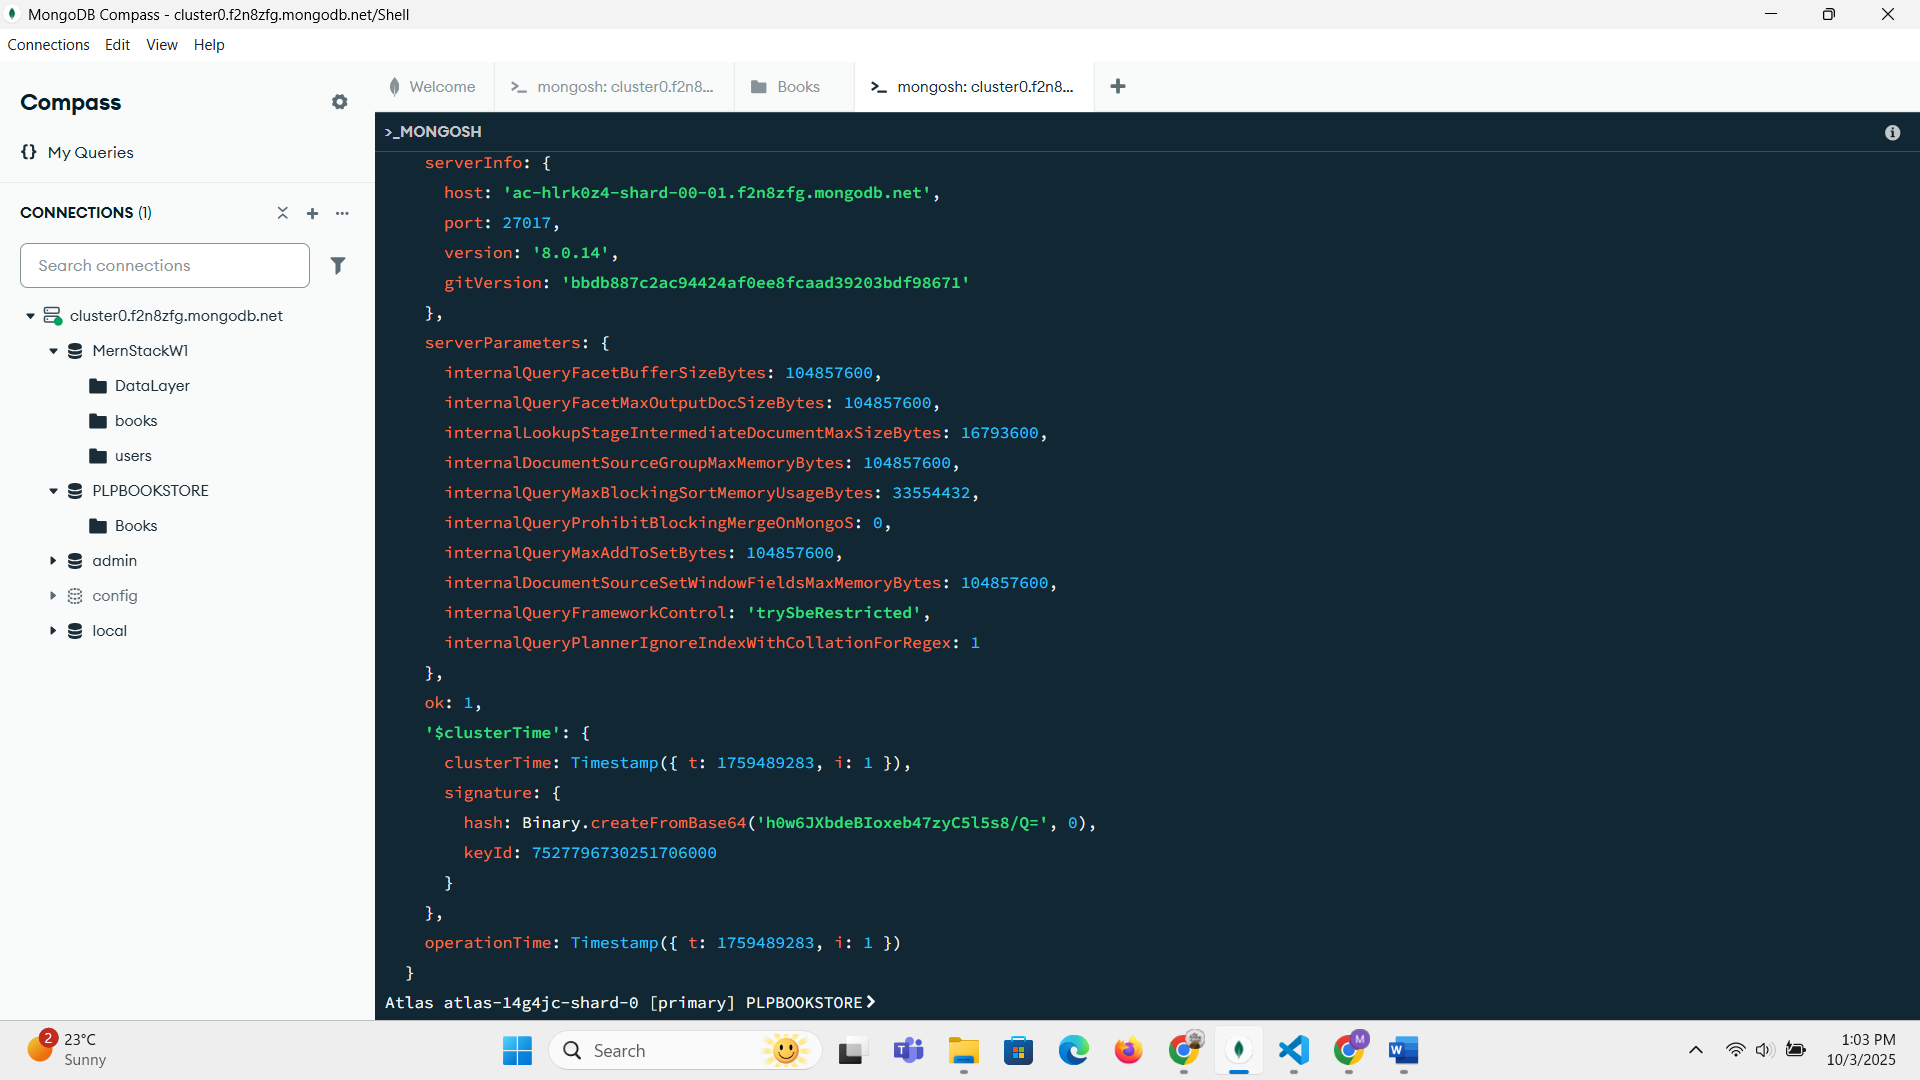 MongoDB Compass - cluster0.f2n8zfg.mongodb.net/Shell
Connections Edit View Help
Compass
{} My Queries
CONNECTIONS (1)
Search connections
cluster0.f2n8zfg.mongodb.net
MernStackW1
DataLayer
books
users
PLPBOOKSTORE
Books
admin
config
local
Welcome
mongosh: cluster0.f2n8...
Books
mongosh: cluster0.f2n8...
>_MONGOSH
serverInfo: {
host: 'ac-hlrk0z4-shard-00-01.f2n8zfg.mongodb.net',
port: 27017,
version: '8.0.14',
gitVersion: 'bbdb887c2ac94424af0ee8fcaad39203bdf98671'
},
serverParameters: {
internalQueryFacetBufferSizeBytes: 104857600,
internalQueryFacetMaxOutputDocSizeBytes: 104857600,
internalLookupStageIntermediateDocumentMaxSizeBytes: 16793600,
internalDocumentSourceGroupMaxMemoryBytes: 104857600,
internalQueryMaxBlockingSortMemoryUsageBytes: 33554432,
internalQueryProhibitBlockingMergeOnMongoS: 0,
internalQueryMaxAddToSetBytes: 104857600,
internalDocumentSourceSetWindowFieldsMaxMemoryBytes: 104857600,
internalQueryFrameworkControl: 'trySbeRestricted',
internalQueryPlannerIgnoreIndexWithCollationForRegex: 1
},
ok: 1,
'$clusterTime': {
clusterTime: Timestamp({ t: 1759489283, i: 1 }),
signature: {
hash: Binary.createFromBase64('h0w6JXbdeBIoxeb47zyC5l5s8/Q=', 0),
keyId: 7527796730251706000
}
},
operationTime: Timestamp({ t: 1759489283, i: 1 })
}
Atlas atlas-14g4jc-shard-0 [primary] PLPBOOKSTORE>
2
23°C
Sunny
Search
M
1:03 PM
10/3/2025